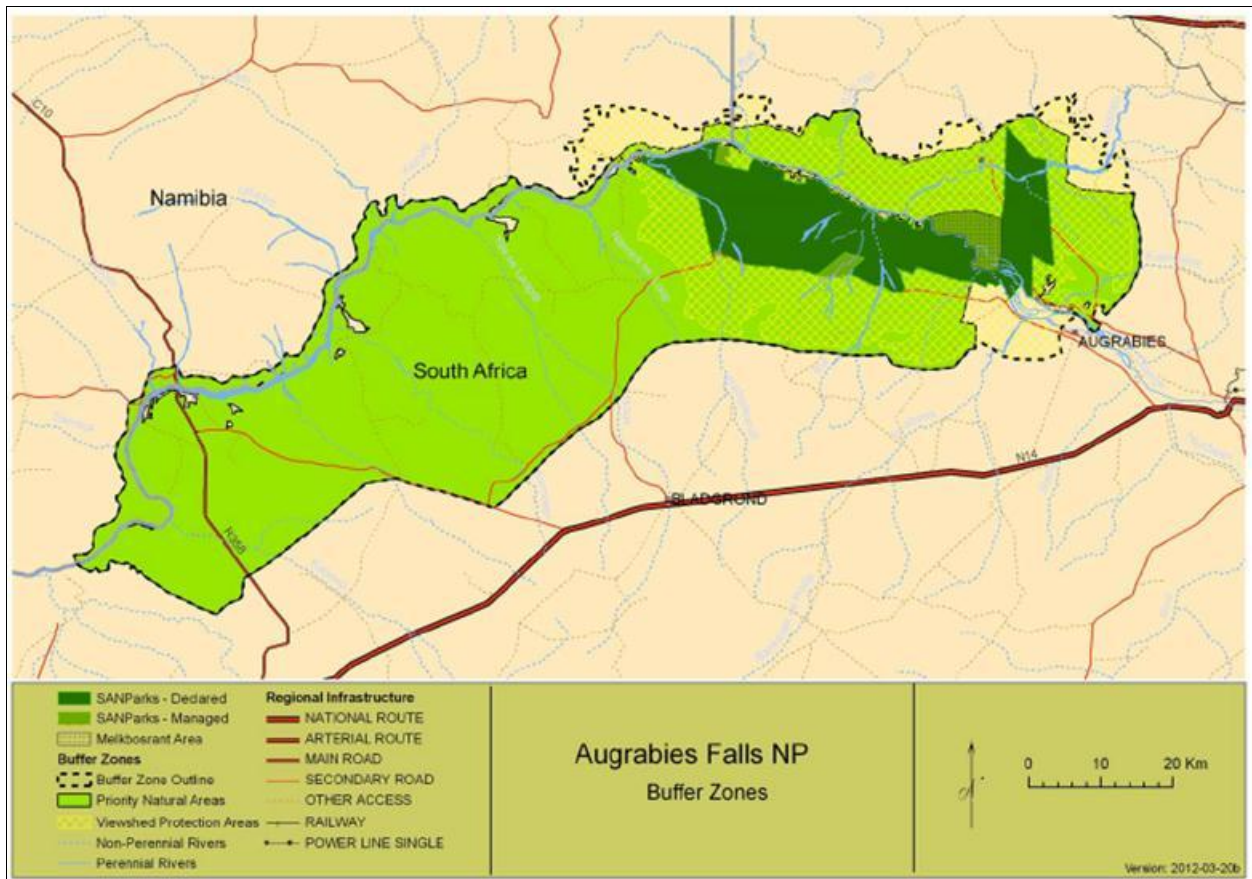 C10
Namibia
South Africa
AUGRABIES
N14
BLADGROND
R358
SANParks - Declared
SANParks - Managed
Melkbosrant Area
Buffer Zones
Buffer Zone Outline
Priority Natural Areas
Viewshed Protection Areas
Non-Perennial Rivers
Perennial Rivers
Regional Infrastructure
NATIONAL ROUTE
ARTERIAL ROUTE
MAIN ROAD
SECONDARY ROAD
OTHER ACCESS
RAILWAY
POWER LINE SINGLE
Augrabies Falls NP
Buffer Zones
0 10 20 Km
Version: 2012-03-20b